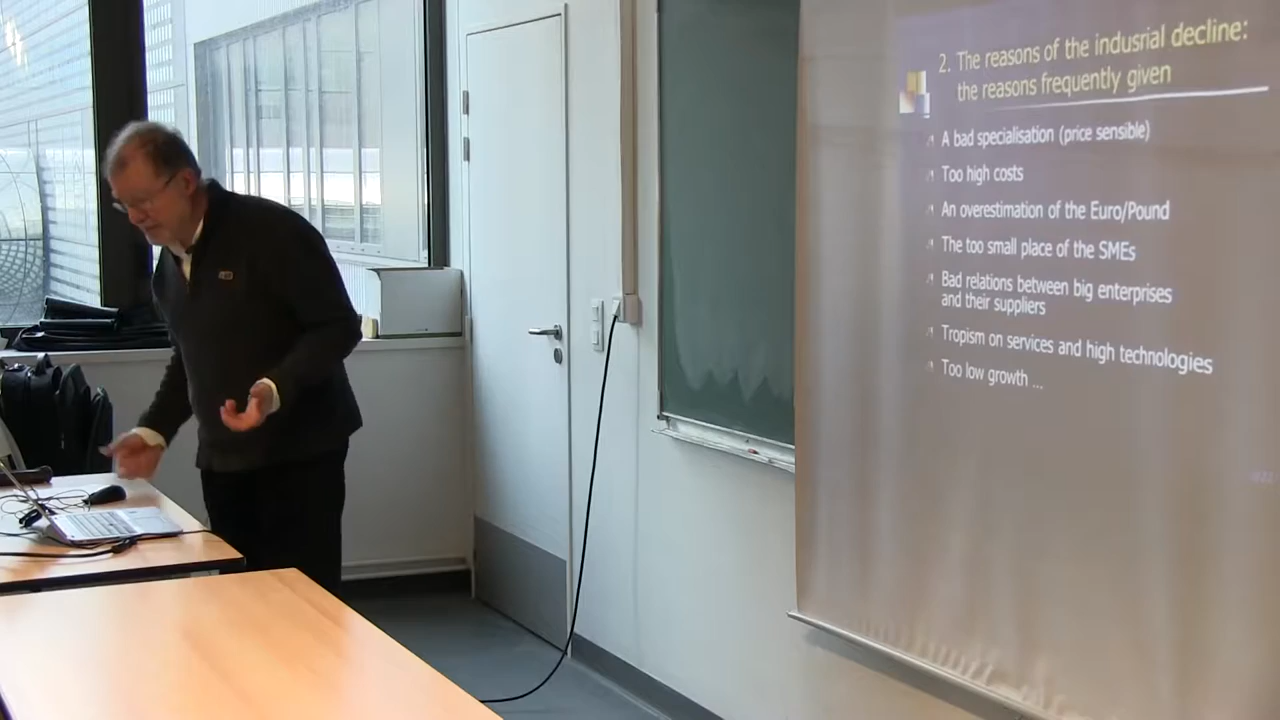 2. The reasons of the indusrial decline:
the reasons frequently given
A bad specialisation (price sensible)
Too high costs
An overestimation of the Euro/Pound
The too small place of the SMEs
Bad relations between big enterprises
and their suppliers
Tropism on services and high technologies
Too low growth ...